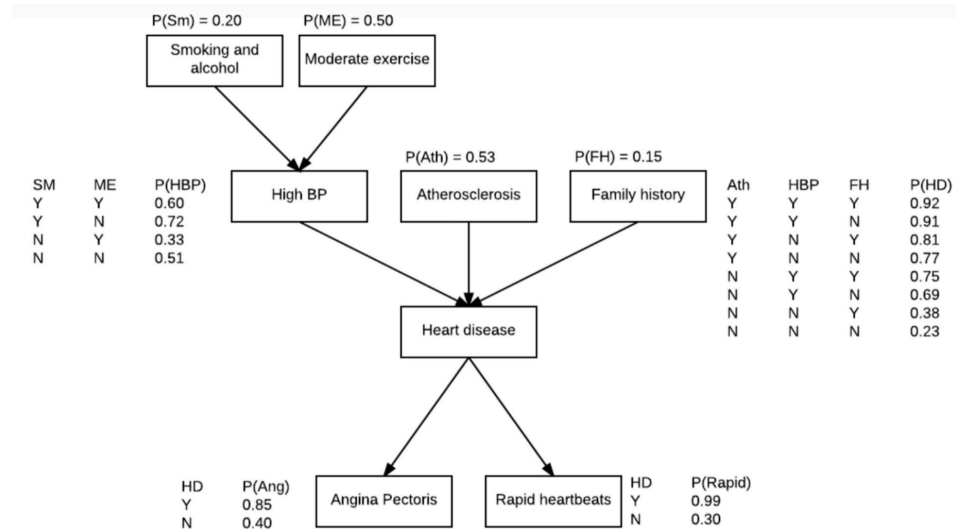 P(Sm) = 0.20
P(ME) = 0.50
Smoking and
alcohol
Moderate exercise
P(Ath) = 0.53
P(FH) = 0.15
SM ME P(HBP)
Y Y 0.60
Y N 0.72
N Y 0.33
N N 0.51
High BP
Atherosclerosis
Family history
Ath HBP FH P(HD)
Y Y Y 0.92
Y Y N 0.91
Y N Y 0.81
Y N N 0.77
N Y Y 0.75
N Y N 0.69
N N Y 0.38
N N N 0.23
Heart disease
HD P(Ang)
Y 0.85
N 0.40
Angina Pectoris
Rapid heartbeats
HD P(Rapid)
Y 0.99
N 0.30